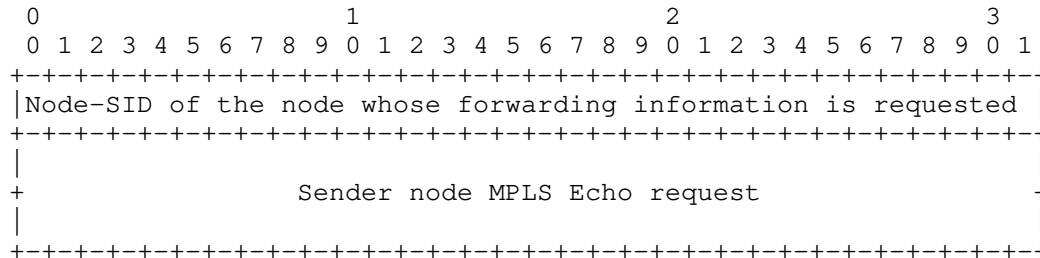 0                   1                   2                   3
 0 1 2 3 4 5 6 7 8 9 0 1 2 3 4 5 6 7 8 9 0 1 2 3 4 5 6 7 8 9 0 1
+-+-+-+-+-+-+-+-+-+-+-+-+-+-+-+-+-+-+-+-+-+-+-+-+-+-+-+-+-+-+-+--
|Node-SID of the node whose forwarding information is requested
+-+-+-+-+-+-+-+-+-+-+-+-+-+-+-+-+-+-+-+-+-+-+-+-+-+-+-+-+-+-+-+--
|
+                 Sender node MPLS Echo request                 -
|
+-+-+-+-+-+-+-+-+-+-+-+-+-+-+-+-+-+-+-+-+-+-+-+-+-+-+-+-+-+-+-+--